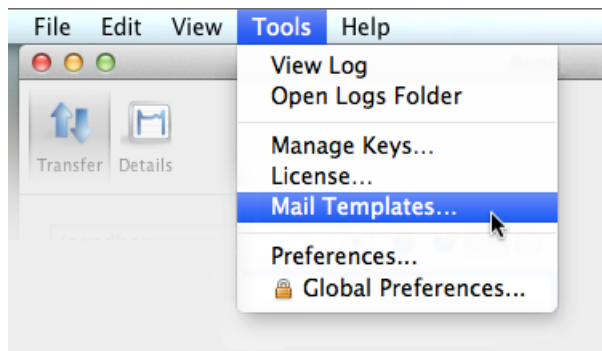 File Edit View Tools Help
View Log
Open Logs Folder
Transfer Details
Manage Keys...
License...
Mail Templates...
Preferences...
Global Preferences...